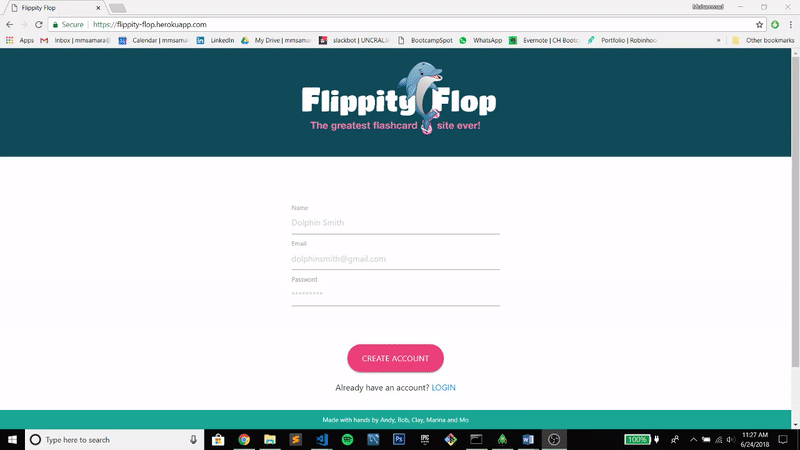 Flippity Flop
Muhammad
Secure | https://flippity-flop.herokuapp.com
Apps Inbox | mmsamara@ Calendar | mmsamar LinkedIn My Drive | mmsamar slackbot | UNCRALJ BootcampSpot WhatsApp Evernote | CH Bootc Portfolio | Robinhoo » Other bookmarks
Flippity Flop
The greatest flashcard site ever!
Name
Dolphin Smith
Email
dolphinsmith@gmail.com
Password
*********
CREATE ACCOUNT
Already have an account? LOGIN
Made with hands by Andy, Bob, Clay, Marina and Mo
Type here to search
EPIC
100%
11:27 AM
6/24/2018